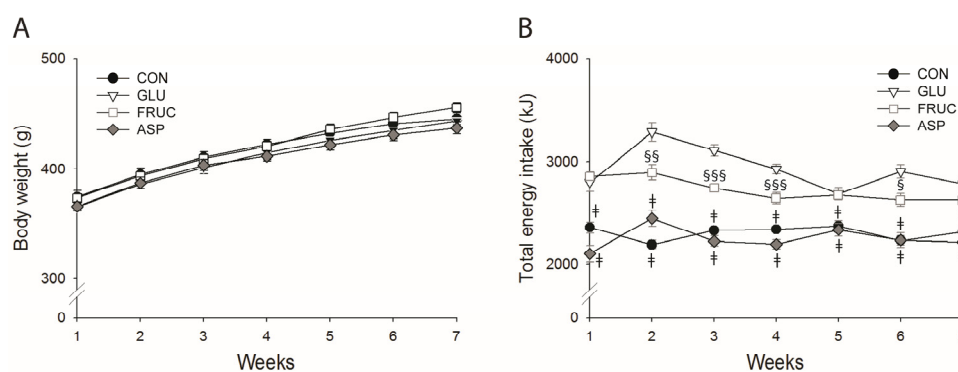 A
Body weight (g)
500
400
300
0
CON
GLU
FRUC
ASP
1 2 3 4 5 6 7
Weeks
B
Total energy intake (kJ)
4000
3000
2000
0
CON
GLU
FRUC
ASP
§§
§§§
§§§
§
ǂ ǂ ǂ ǂ ǂ ǂ
ǂ ǂ ǂ ǂ ǂ ǂ
1 2 3 4 5 6 7
Weeks